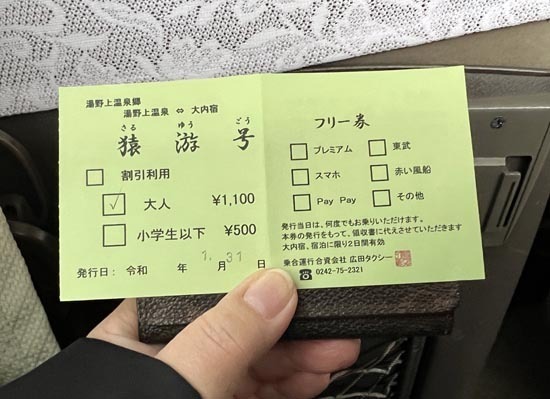 湯野上温泉郷
湯野上温泉 ⇔ 大内宿
さる ゆう ごう
猿游号
割引利用
✓ 大人 ¥1,100
小学生以下 ¥500
発行日： 令和 年 1. 月 31 日
フリー券
プレミアム 東武
スマホ 赤い風船
Pay Pay その他
発行日当日は、何度でもお乗りいただけます。
本券の発行をもって、領収書に代えさせていただきます
大内宿、宿泊に限り2日間有効
乗合運行合資会社 広田タクシー
☎ 0242-75-2321